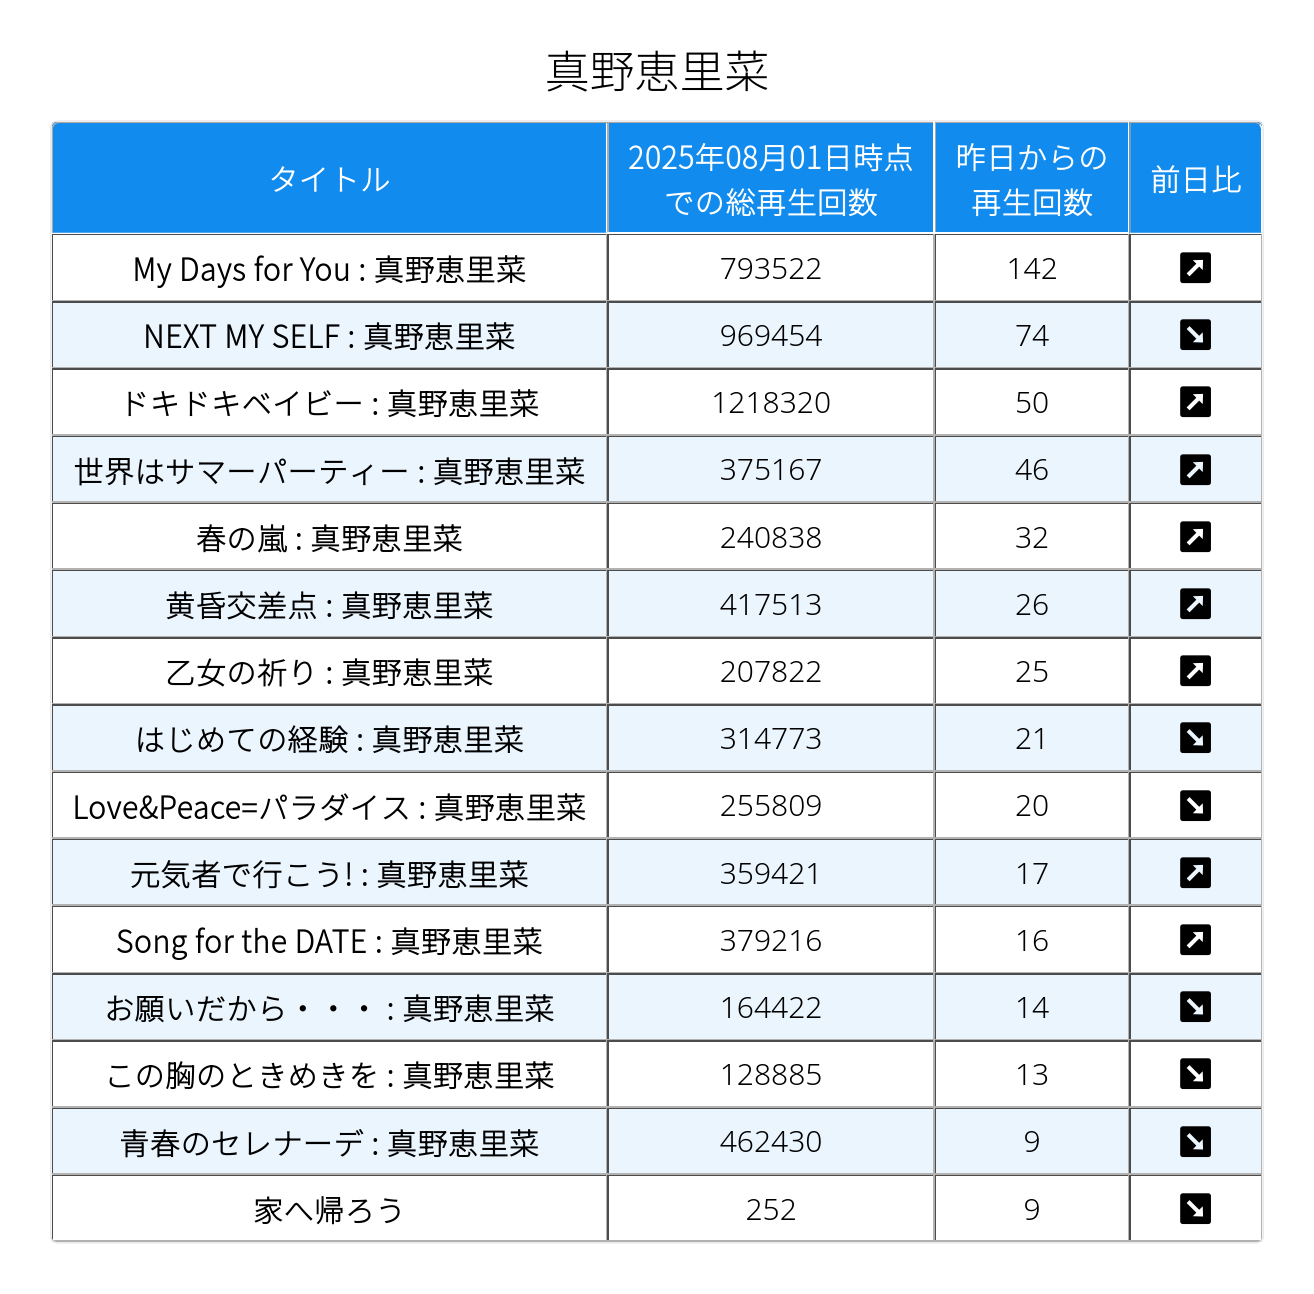 真野恵里菜
タイトル
2025年08月01日時点
での総再生回数
昨日からの
再生回数
前日比
My Days for You : 真野恵里菜 793522 142 ↗
NEXT MY SELF : 真野恵里菜 969454 74 ↘
ドキドキベイビー : 真野恵里菜 1218320 50 ↗
世界はサマーパーティー : 真野恵里菜 375167 46 ↗
春の嵐 : 真野恵里菜 240838 32 ↗
黄昏交差点 : 真野恵里菜 417513 26 ↗
乙女の祈り : 真野恵里菜 207822 25 ↗
はじめての経験 : 真野恵里菜 314773 21 ↘
Love&Peace=パラダイス : 真野恵里菜 255809 20 ↘
元気者で行こう! : 真野恵里菜 359421 17 ↗
Song for the DATE : 真野恵里菜 379216 16 ↗
お願いだから・・・ : 真野恵里菜 164422 14 ↘
この胸のときめきを : 真野恵里菜 128885 13 ↘
青春のセレナーデ : 真野恵里菜 462430 9 ↘
家へ帰ろう 252 9 ↘